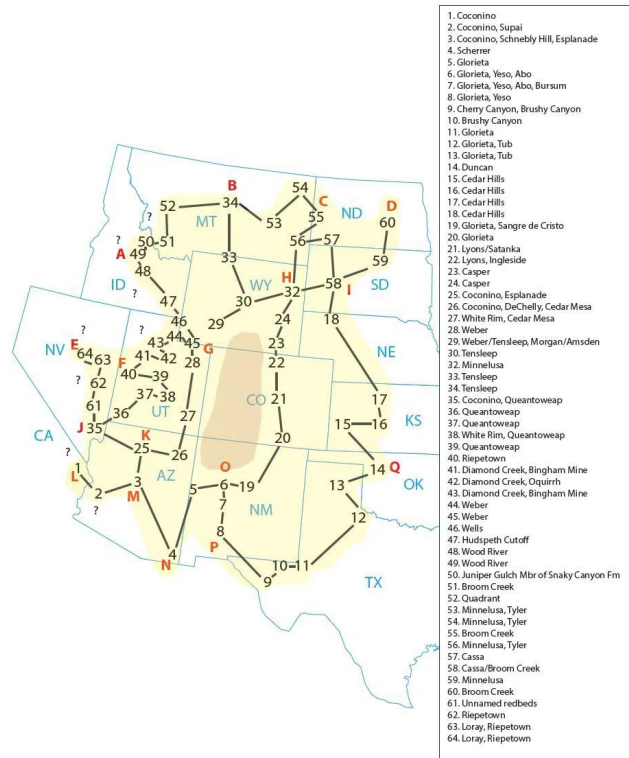 1. Coconino
2. Coconino, Supai
3. Coconino, Schnebly Hill, Esplanade
4. Scherrer
5. Glorieta
6. Glorieta, Yeso, Abo
7. Glorieta, Yeso, Abo, Bursum
8. Glorieta, Yeso
9. Cherry Canyon, Brushy Canyon
10. Brushy Canyon
11. Glorieta
12. Glorieta, Tub
13. Glorieta, Tub
14. Duncan
15. Cedar Hills
16. Cedar Hills
17. Cedar Hills
18. Cedar Hills
19. Glorieta, Sangre de Cristo
20. Glorieta
21. Lyons/Satanka
22. Lyons, Ingleside
23. Casper
24. Casper
25. Coconino, Esplanade
26. Coconino, DeChelly, Cedar Mesa
27. White Rim, Cedar Mesa
28. Weber
29. Weber/Tensleep, Morgan/Amsden
30. Tensleep
32. Minnelusa
33. Tensleep
34. Tensleep
35. Coconino, Queantoweap
36. Queantoweap
37. Queantoweap
38. White Rim, Queantoweap
39. Queantoweap
40. Riepetown
41. Diamond Creek, Bingham Mine
42. Diamond Creek, Oquirrh
43. Diamond Creek, Bingham Mine
44. Weber
45. Weber
46. Wells
47. Hudspeth Cutoff
48. Wood River
49. Wood River
50. Juniper Gulch Mbr of Snaky Canyon Fm
51. Broom Creek
52. Quadrant
53. Minnelusa, Tyler
54. Minnelusa, Tyler
55. Broom Creek
56. Minnelusa, Tyler
57. Cassa
58. Cassa/Broom Creek
59. Minnelusa
60. Broom Creek
61. Unnamed redbeds
62. Riepetown
63. Loray, Riepetown
64. Loray, Riepetown
B
54
52
34
C
D
?
MT
53
55
ND
60
?
50 51
56
57
A
49
33
59
48
WY
H
58
I
SD
ID
?
47
30
32
29
24
18
46
?
?
44
E
43
45
G
23
NV
64
63
F
41
42
28
22
NE
40
39
?
62
CO
21
17
37
38
61
36
UT
27
15
16
KS
J
35
K
20
CA
25
26
?
O
14
Q
L
1
AZ
5
6
19
13
OK
2
3
M
7
NM
12
?
8
P
4
N
10
11
9
TX